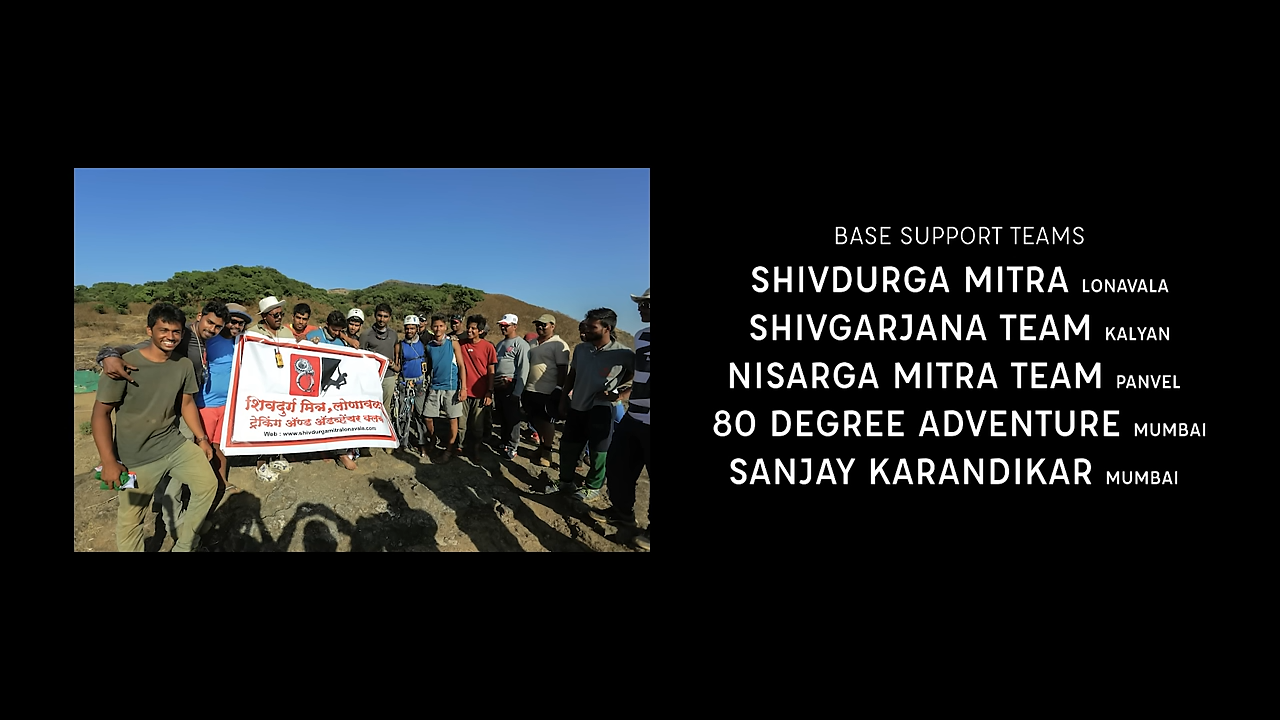 शिवदुर्ग मित्र, लोणावळा
ट्रेकिंग अॅण्ड अॅडव्हेंचर क्लब
Web : www.shivdurgamitralonavala.com
BASE SUPPORT TEAMS
SHIVDURGA MITRA LONAVALA
SHIVGARJANA TEAM KALYAN
NISARGA MITRA TEAM PANVEL
80 DEGREE ADVENTURE MUMBAI
SANJAY KARANDIKAR MUMBAI